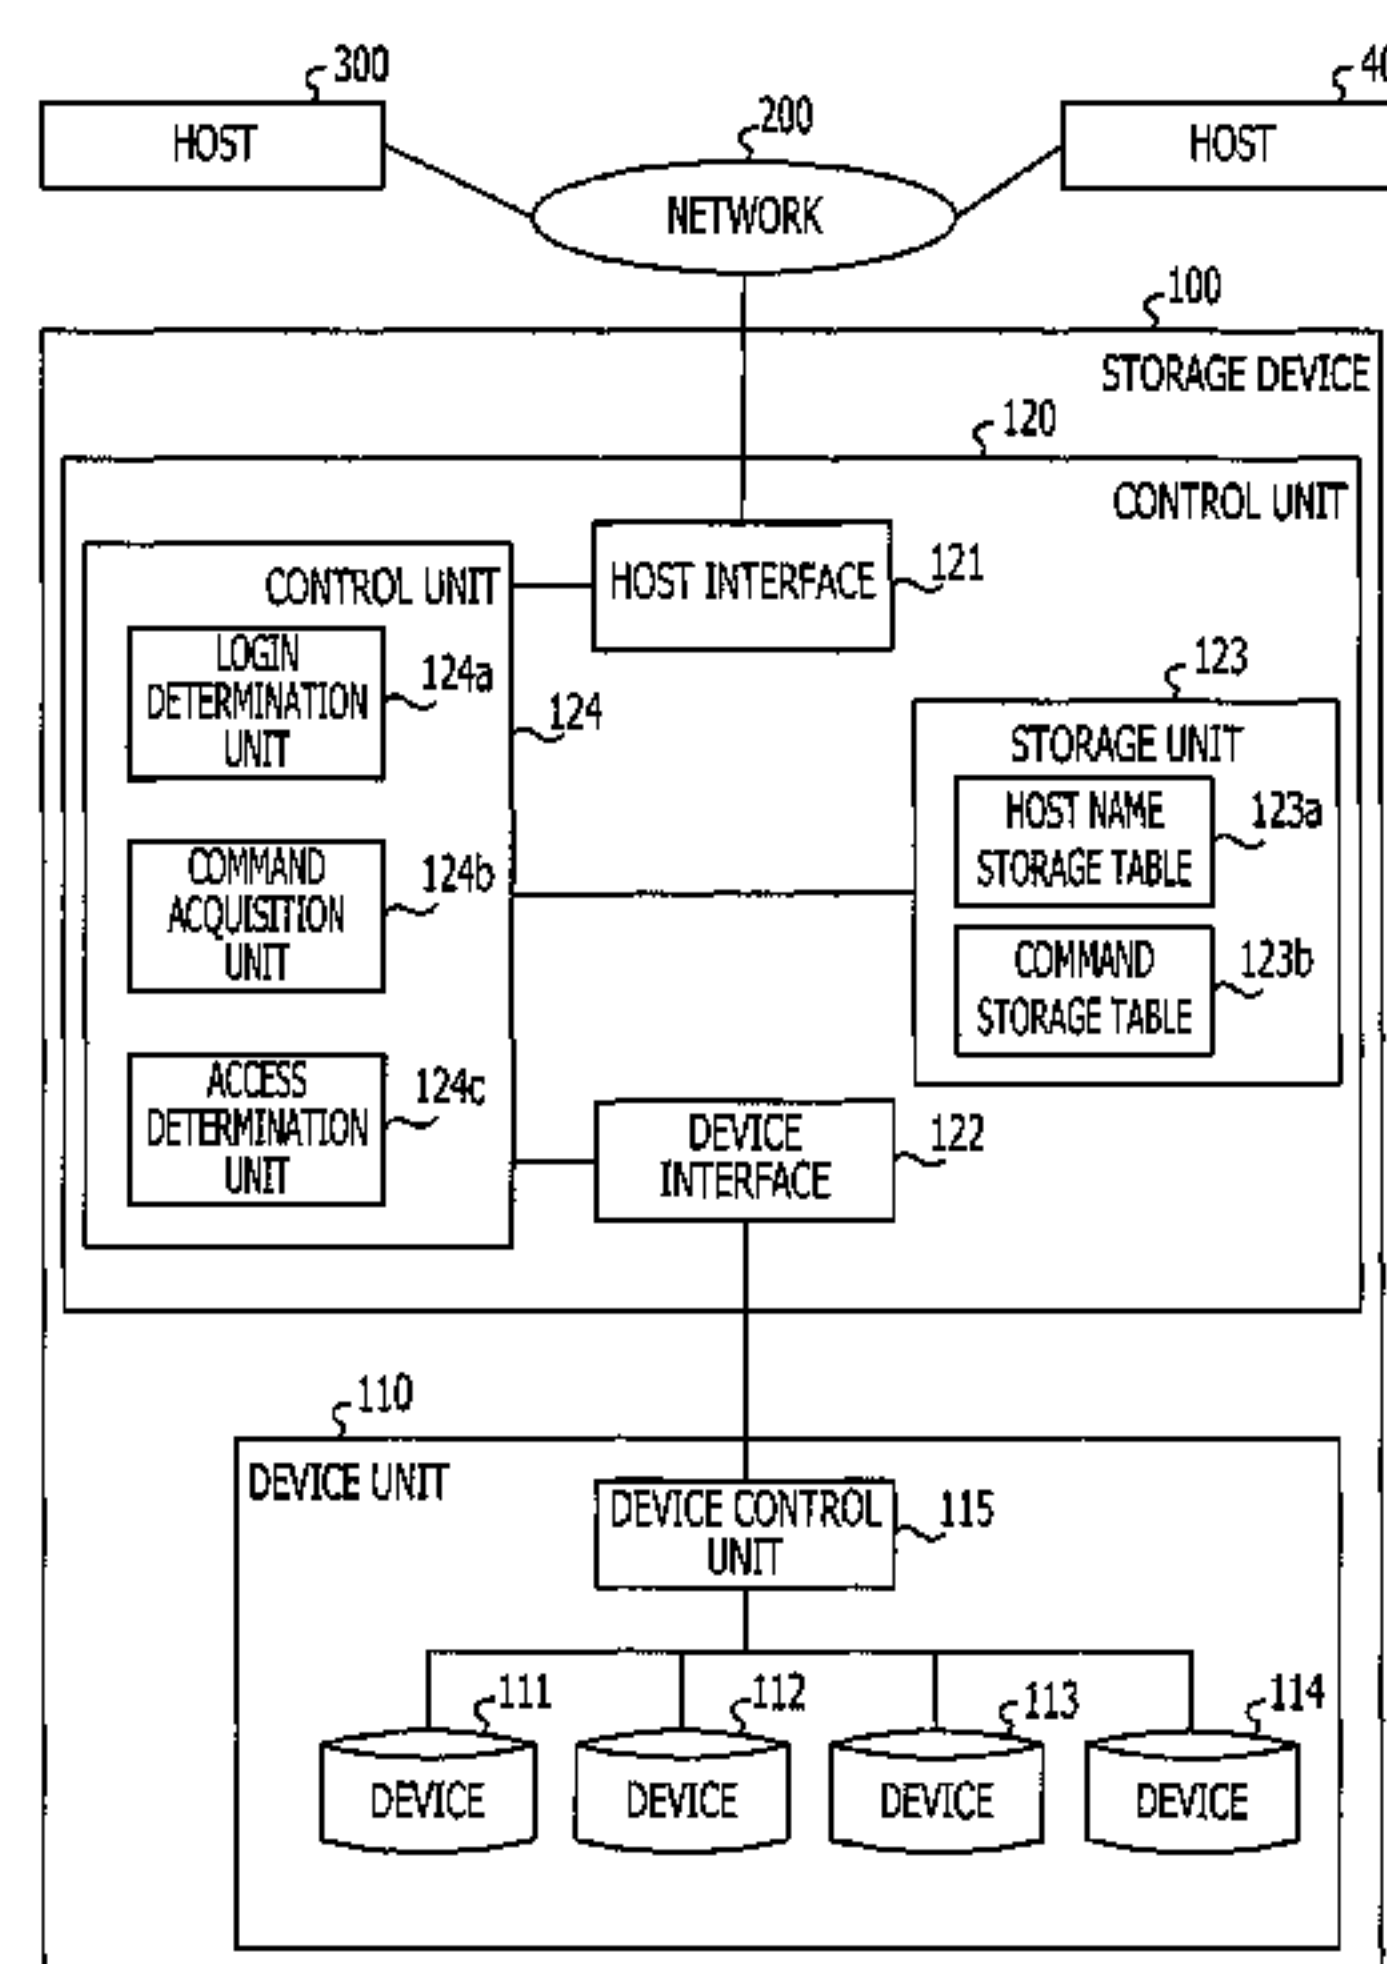 300
HOST
200
NETWORK
40
HOST
100
STORAGE DEVICE
120
CONTROL UNIT
CONTROL UNIT
HOST INTERFACE
121
LOGIN
DETERMINATION
UNIT
124a
124
123
STORAGE UNIT
HOST NAME
STORAGE TABLE
123a
COMMAND
ACQUISITION
UNIT
124b
COMMAND
STORAGE TABLE
123b
ACCESS
DETERMINATION
UNIT
124c
DEVICE
INTERFACE
122
110
DEVICE UNIT
DEVICE CONTROL
UNIT
115
111
DEVICE
112
DEVICE
113
DEVICE
114
DEVICE